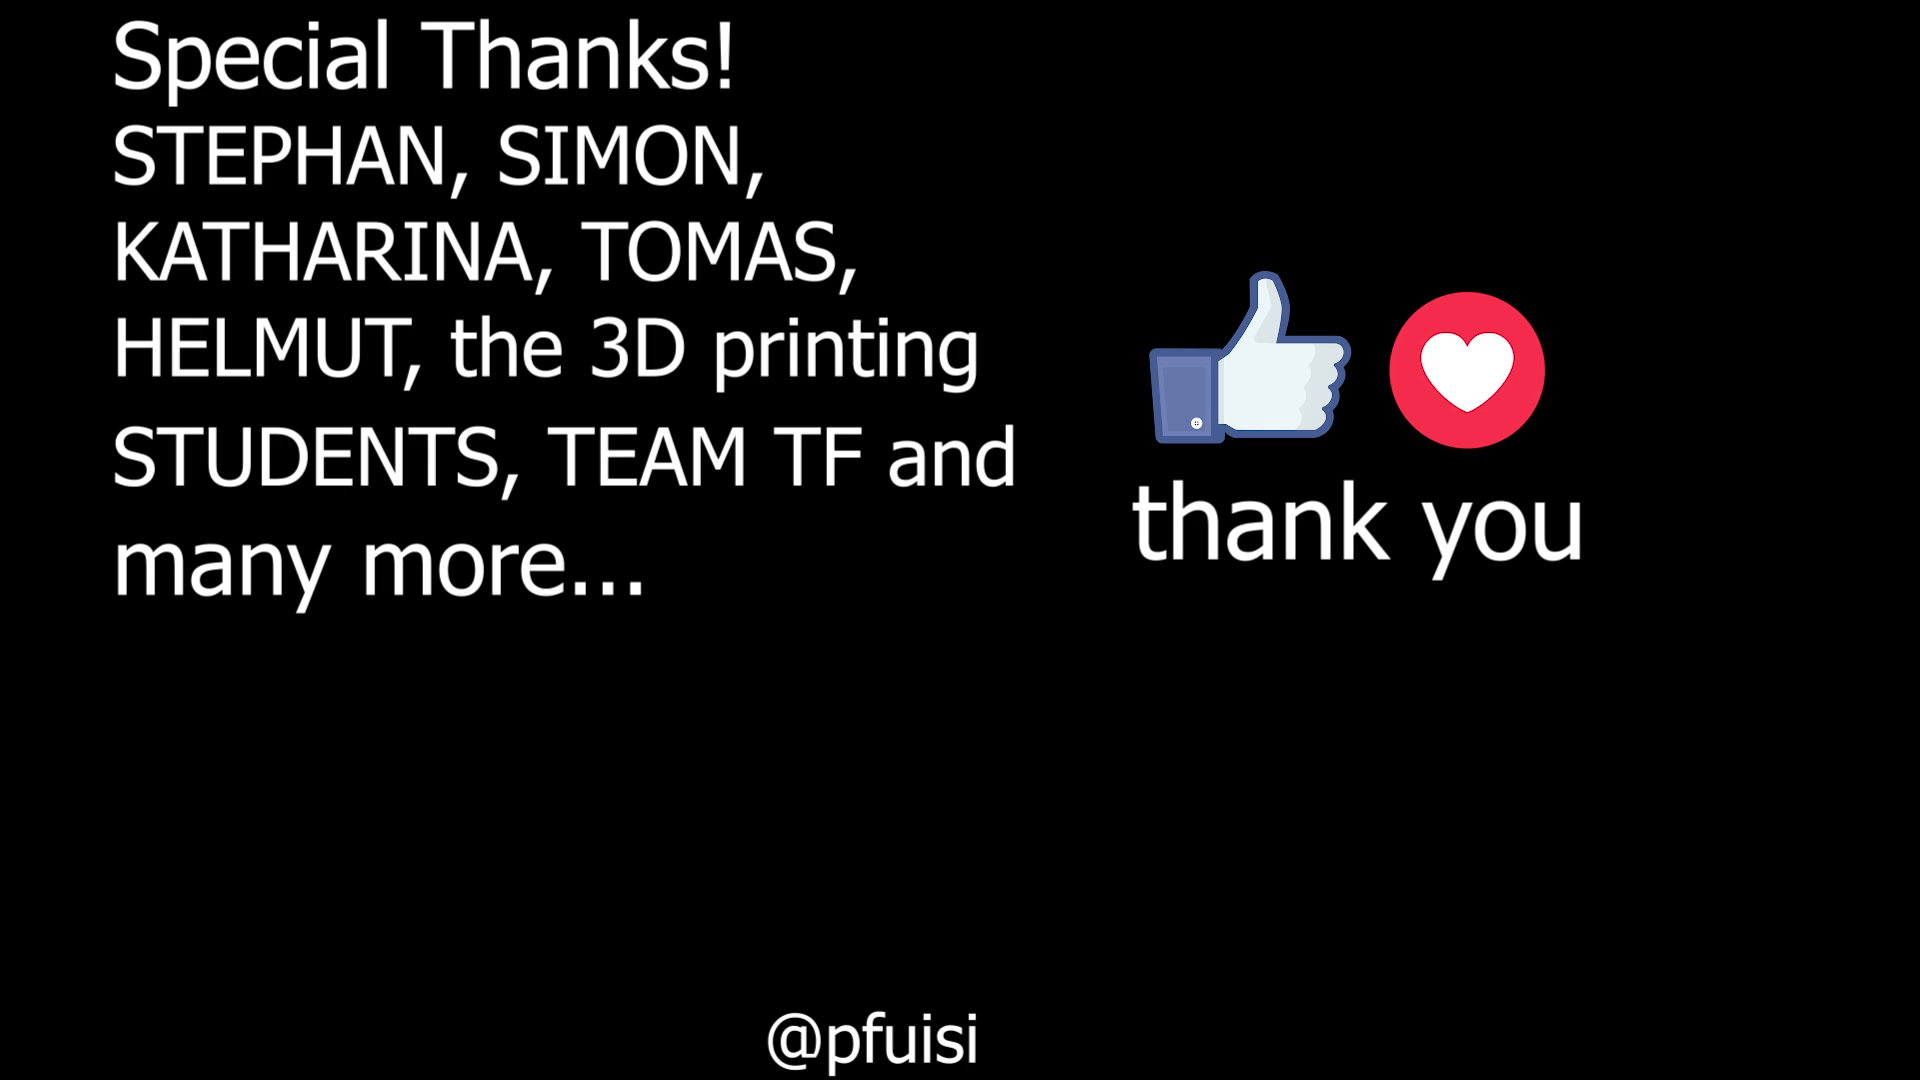 Special Thanks!
STEPHAN, SIMON,
KATHARINA, TOMAS,
HELMUT, the 3D printing
STUDENTS, TEAM TF and
many more...
thank you
@pfuisi